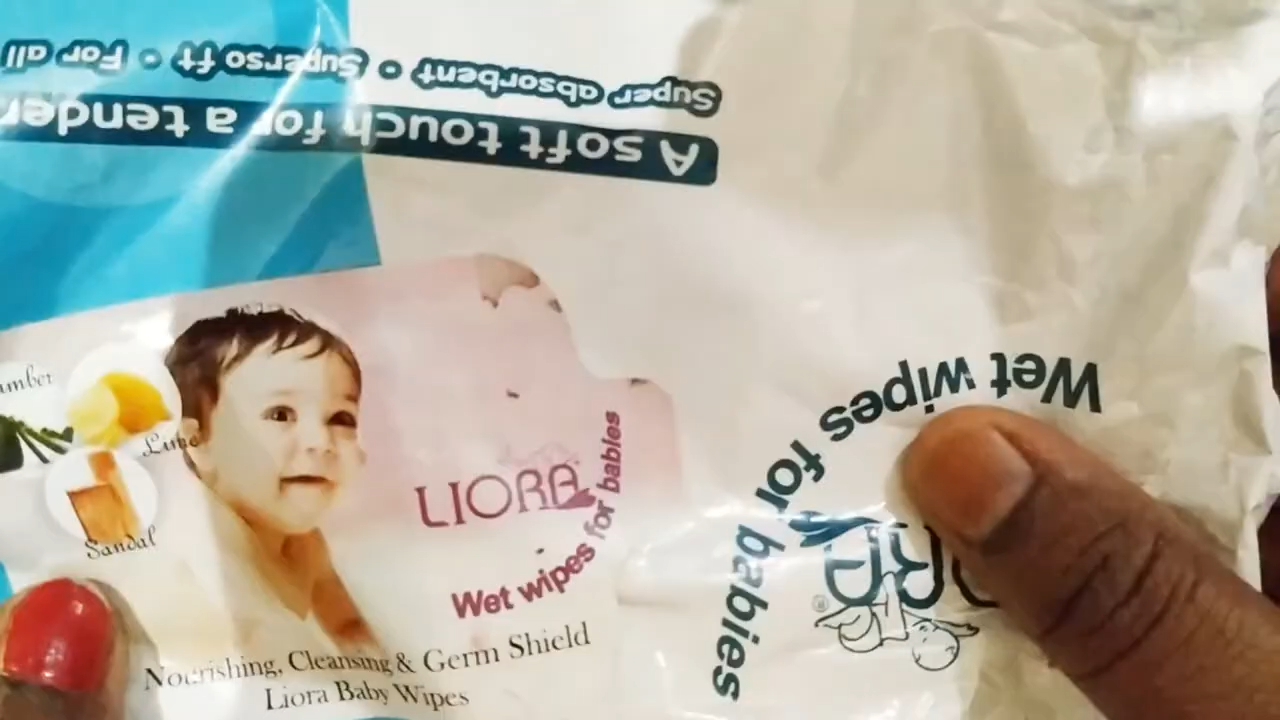 A soft touch for a tender
Super absorbent • Superso ft • For all
Lime
Sandal
LIORA
Wet wipes for babies
Nourishing, Cleansing & Germ Shield
Liora Baby Wipes
Wet wipes for babies
®